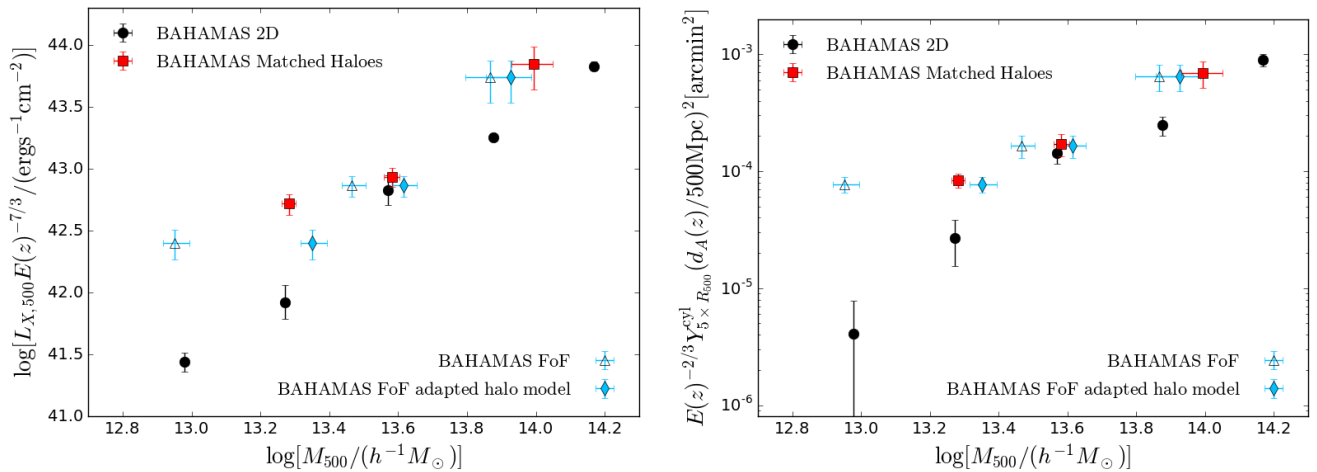 log[L_{X,500}E(z)^{-7/3}/(ergs^{-1}cm^{-2})]
44.0
43.5
43.0
42.5
42.0
41.5
41.0
BAHAMAS 2D
BAHAMAS Matched Haloes
BAHAMAS FoF
BAHAMAS FoF adapted halo model
12.8 13.0 13.2 13.4 13.6 13.8 14.0 14.2
log[M_{500}/(h^{-1}M_⊙)]
E(z)^{-2/3}Y^{cyl}_{5×R_{500}}(d_A(z)/500Mpc)^2[arcmin^2]
10^{-3}
10^{-4}
10^{-5}
10^{-6}
BAHAMAS 2D
BAHAMAS Matched Haloes
BAHAMAS FoF
BAHAMAS FoF adapted halo model
12.8 13.0 13.2 13.4 13.6 13.8 14.0 14.2
log[M_{500}/(h^{-1}M_⊙)]